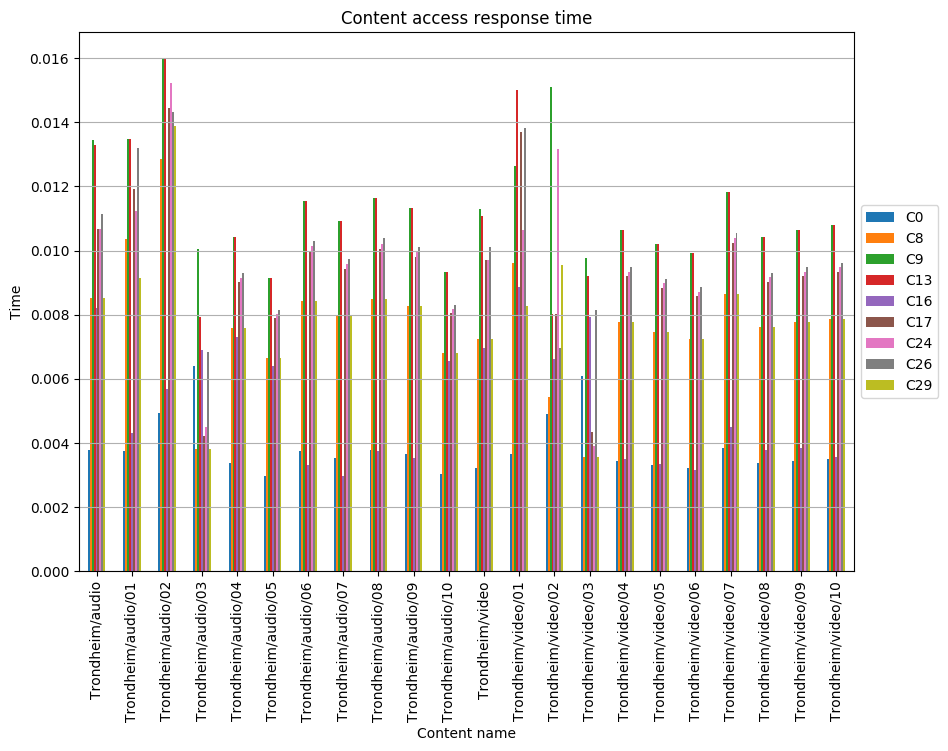 Content access response time
Time
0.016
0.014
0.012
0.010
0.008
0.006
0.004
0.002
0.000
C0
C8
C9
C13
C16
C17
C24
C26
C29
Trondheim/audio
Trondheim/audio/01
Trondheim/audio/02
Trondheim/audio/03
Trondheim/audio/04
Trondheim/audio/05
Trondheim/audio/06
Trondheim/audio/07
Trondheim/audio/08
Trondheim/audio/09
Trondheim/audio/10
Trondheim/video
Trondheim/video/01
Trondheim/video/02
Trondheim/video/03
Trondheim/video/04
Trondheim/video/05
Trondheim/video/06
Trondheim/video/07
Trondheim/video/08
Trondheim/video/09
Trondheim/video/10
Content name